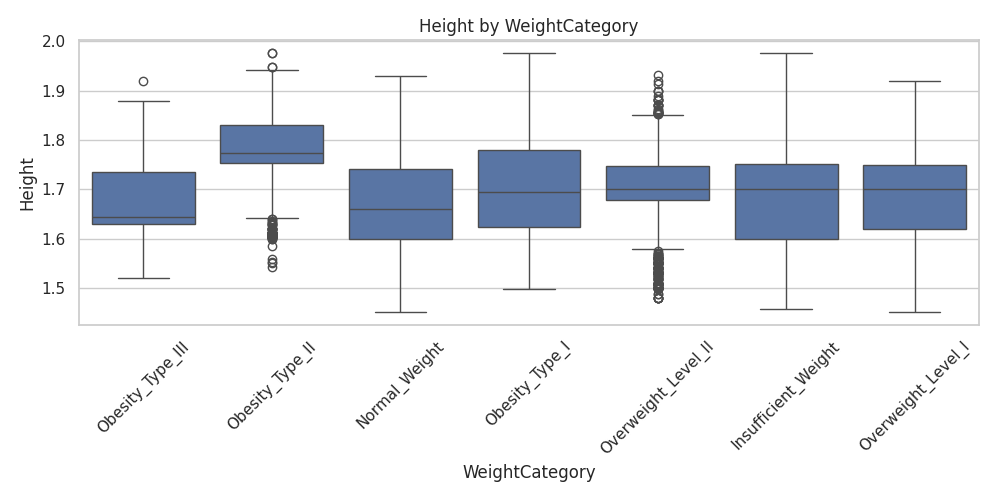 Height by WeightCategory
Height
2.0
1.9
1.8
1.7
1.6
1.5
Obesity_Type_III
Obesity_Type_II
Normal_Weight
Obesity_Type_I
Overweight_Level_II
Insufficient_Weight
Overweight_Level_I
WeightCategory